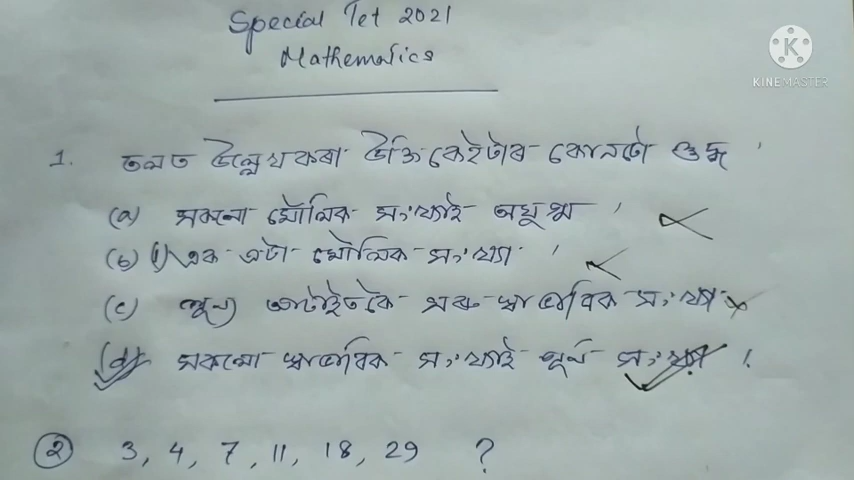 Special Tet 2021
KINEMASTER
Mathematics
1. তলত উল্লেখ কৰা উক্তি কেইটাৰ কোনটো শুদ্ধ ।
(a) সকলো মৌলিক সংখ্যাই অযুগ্ম ।
(b) (1) এক এটা মৌলিক সংখ্যা ।
(c) শূন্য আটাইতকৈ সৰু স্বাভাবিক সংখ্যা
(d) সকলো স্বাভাবিক সংখ্যাই পূৰ্ণ সংখ্যা ।
② 3, 4, 7, 11, 18, 29 ?